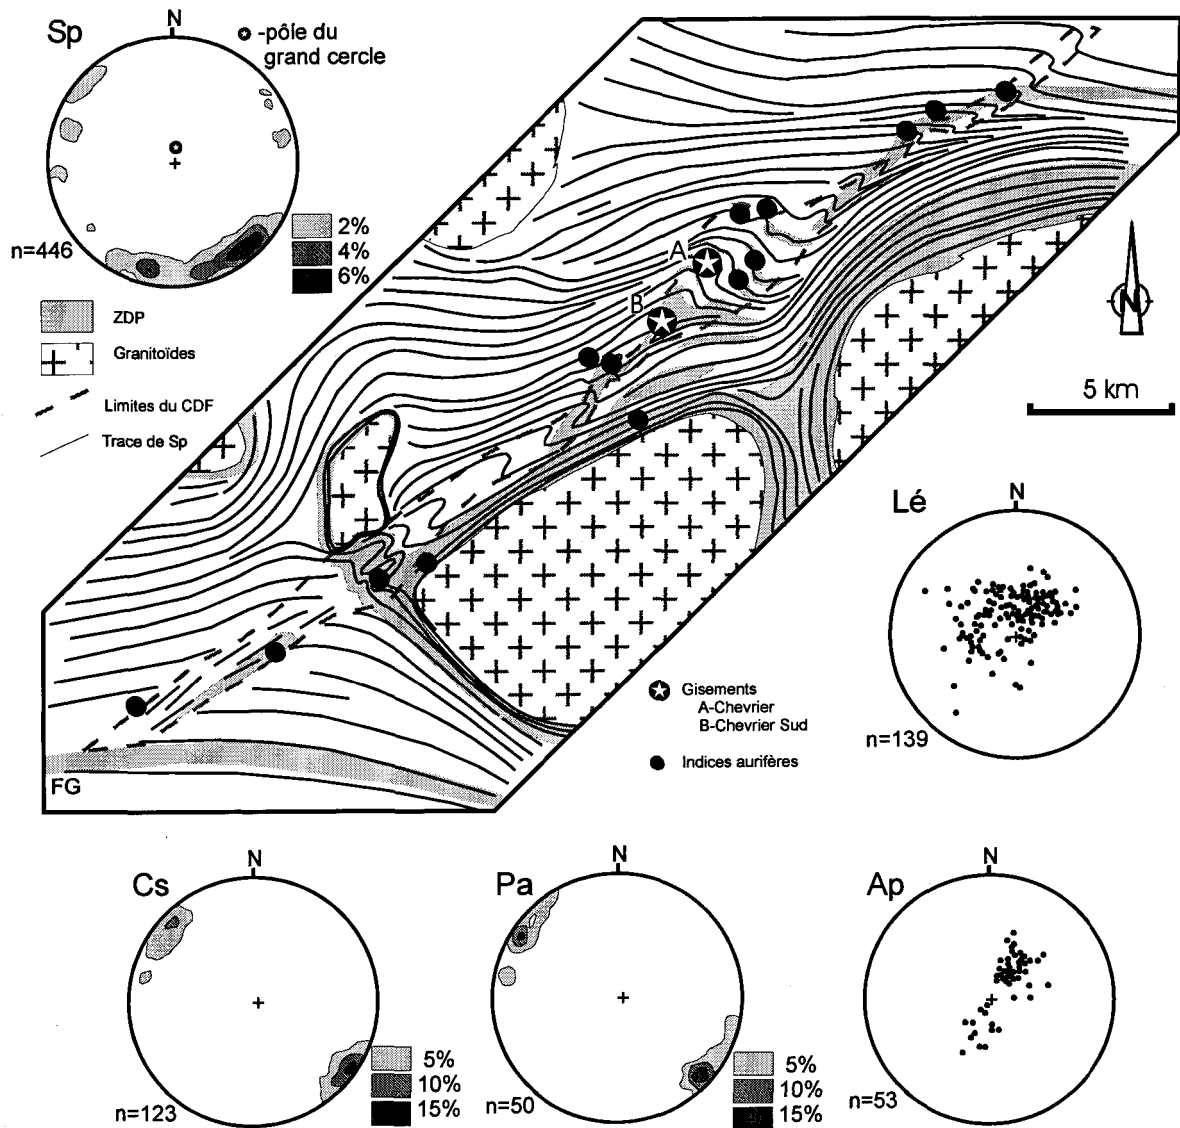 Sp
N
-pôle du
grand cercle
n=446
2%
4%
6%
ZDP
Granitoïdes
Limites du CDF
Trace de Sp
A
B
N
5 km
FG
Gisements
A-Chevrier
B-Chevrier Sud
Indices aurifères
Lé
N
n=139
Cs
N
n=123
5%
10%
15%
Pa
N
n=50
5%
10%
15%
Ap
N
n=53